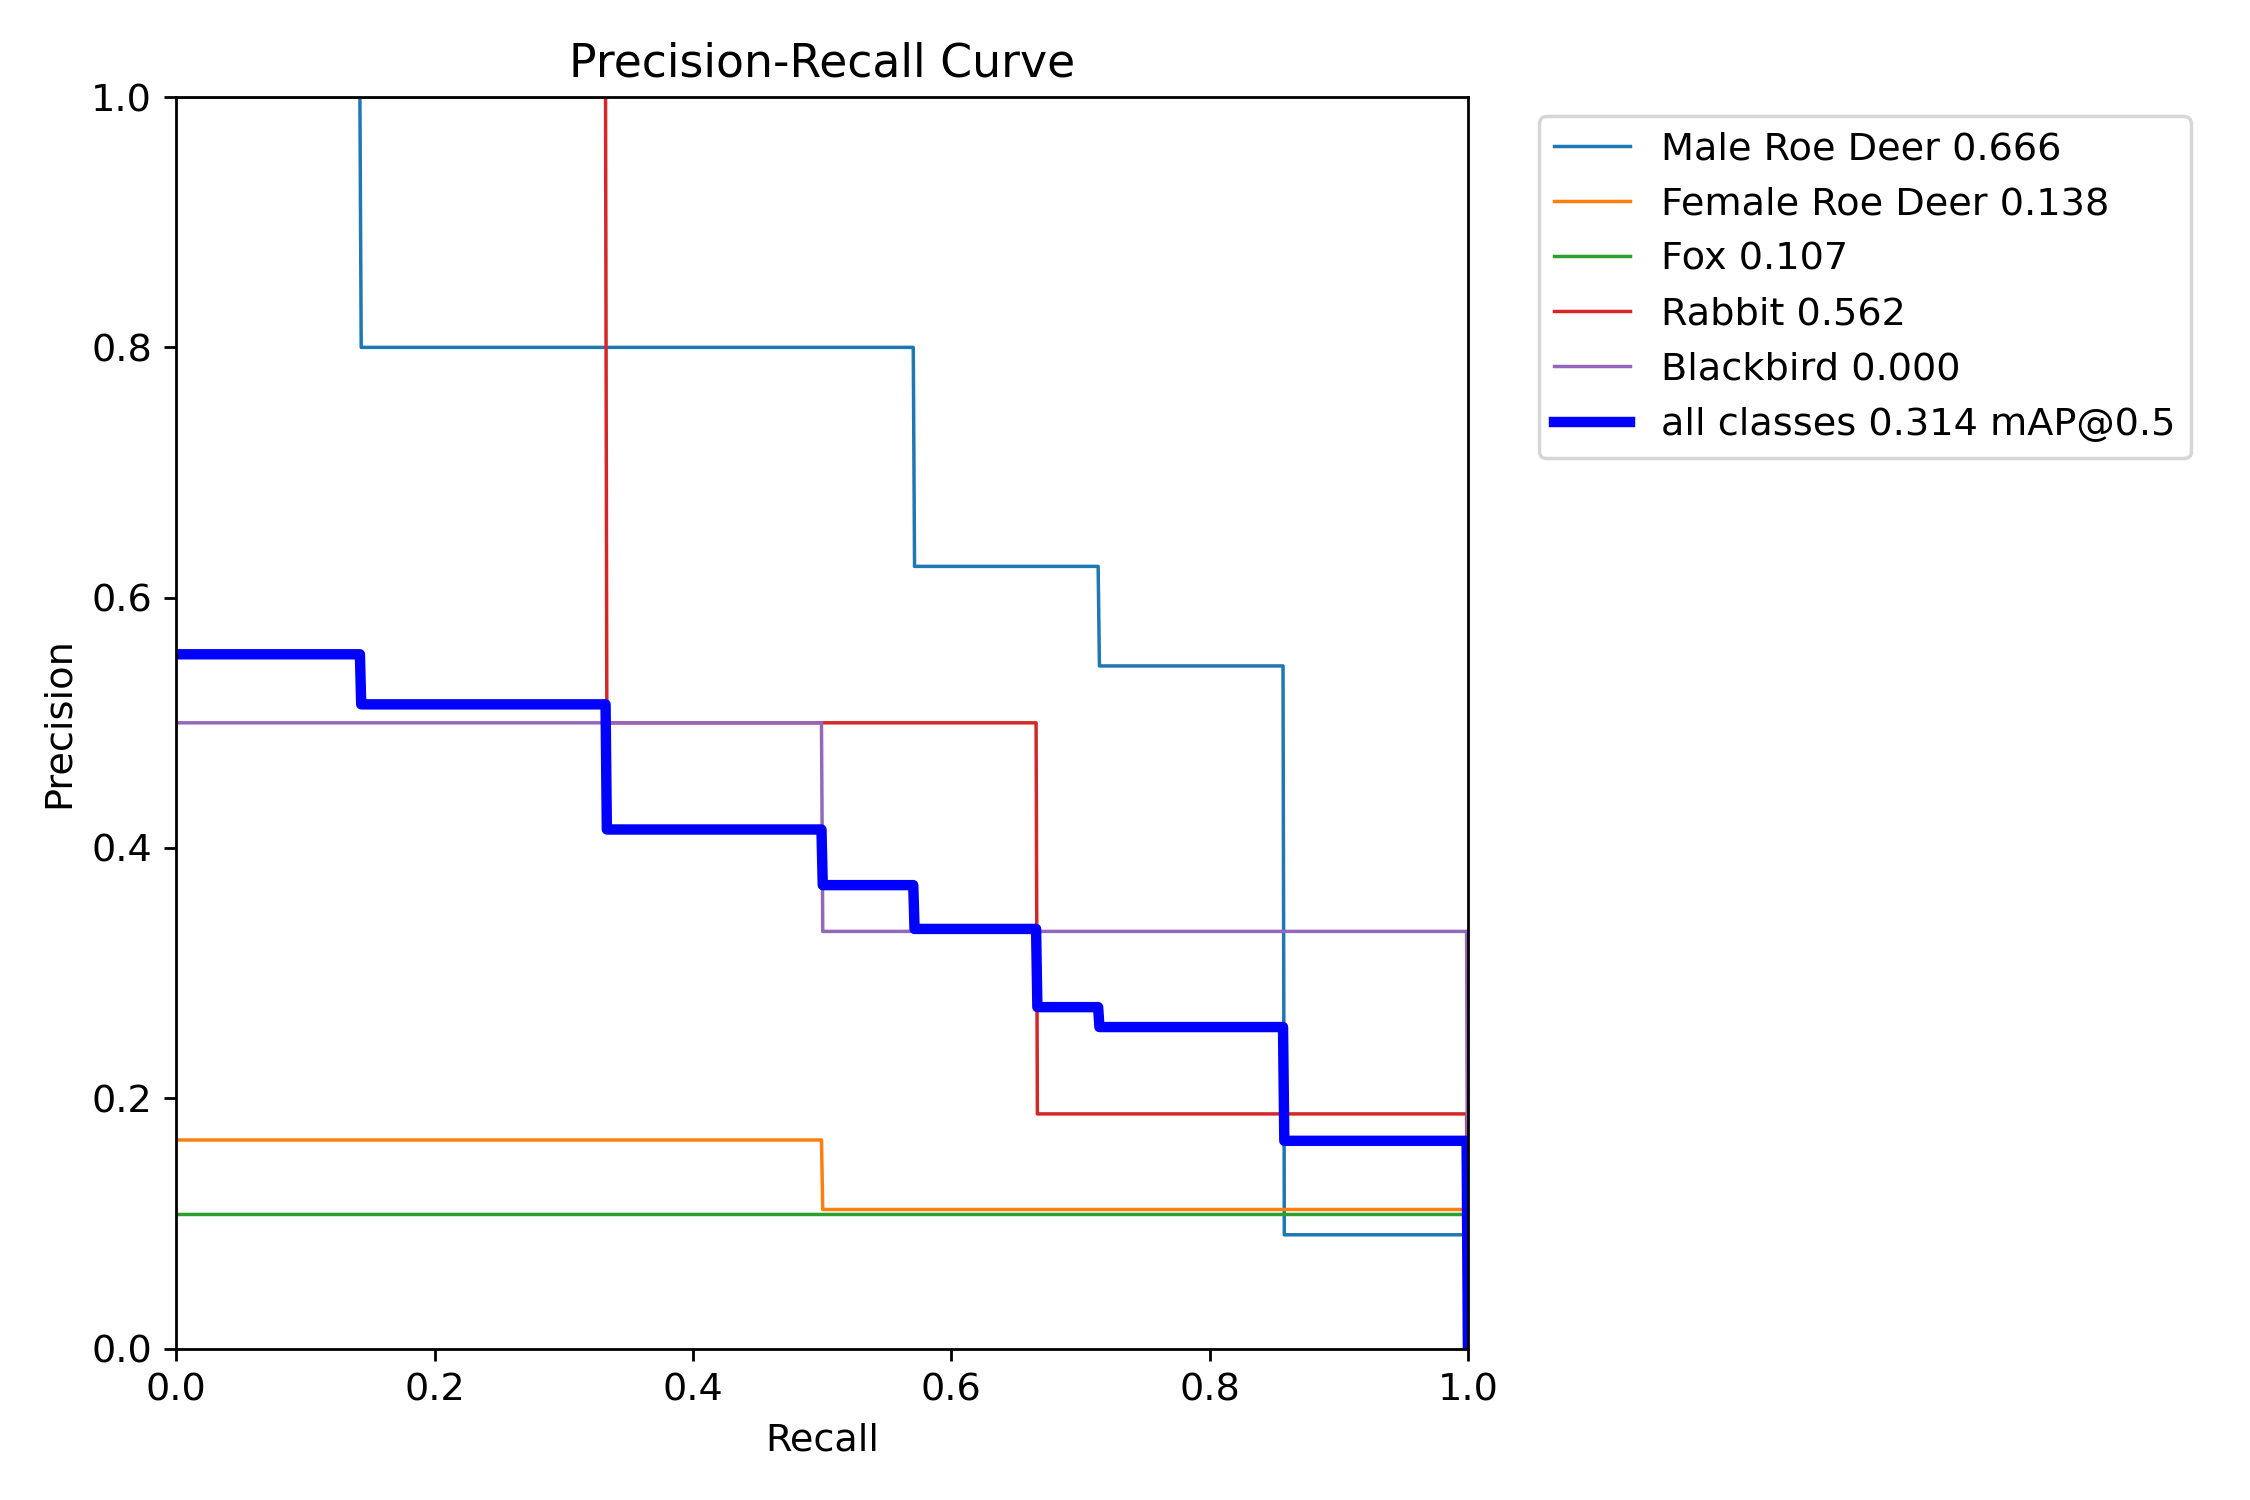 Precision-Recall Curve
1.0
0.8
0.6
0.4
0.2
0.0
Precision
0.0 0.2 0.4 0.6 0.8 1.0
Recall
Male Roe Deer 0.666
Female Roe Deer 0.138
Fox 0.107
Rabbit 0.562
Blackbird 0.000
all classes 0.314 mAP@0.5